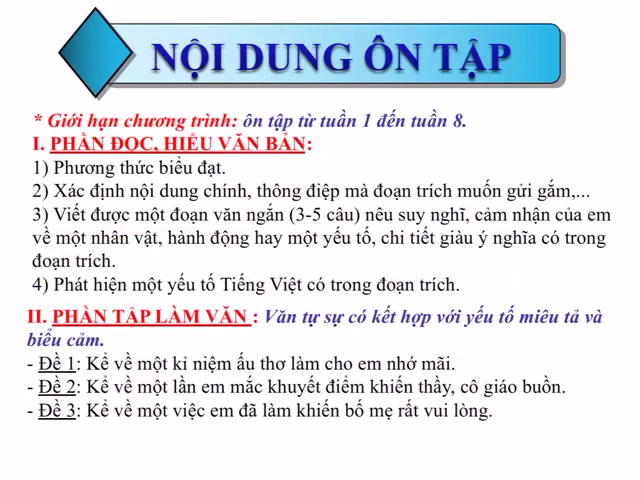 NỘI DUNG ÔN TẬP
* Giới hạn chương trình: ôn tập từ tuần 1 đến tuần 8.
I. PHẦN ĐỌC, HIỂU VĂN BẢN:
1) Phương thức biểu đạt.
2) Xác định nội dung chính, thông điệp mà đoạn trích muốn gửi gắm,...
3) Viết được một đoạn văn ngắn (3-5 câu) nêu suy nghĩ, cảm nhận của em
về một nhân vật, hành động hay một yếu tố, chi tiết giàu ý nghĩa có trong
đoạn trích.
4) Phát hiện một yếu tố Tiếng Việt có trong đoạn trích.
II. PHẦN TẬP LÀM VĂN : Văn tự sự có kết hợp với yếu tố miêu tả và
biểu cảm.
- Đề 1: Kể về một kỉ niệm ấu thơ làm cho em nhớ mãi.
- Đề 2: Kể về một lần em mắc khuyết điểm khiến thầy, cô giáo buồn.
- Đề 3: Kể về một việc em đã làm khiến bố mẹ rất vui lòng.